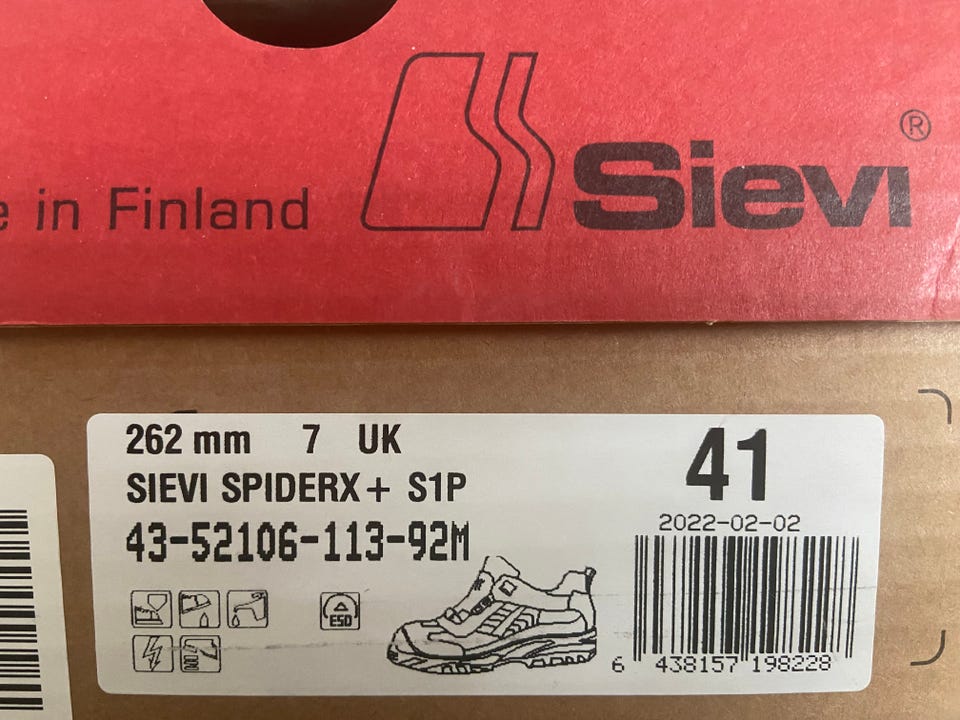 e in Finland
Sievi ®
262 mm 7 UK
SIEVI SPIDERX+ S1P
43-52106-113-92M
41
2022-02-02
ESD
6 438157 198228